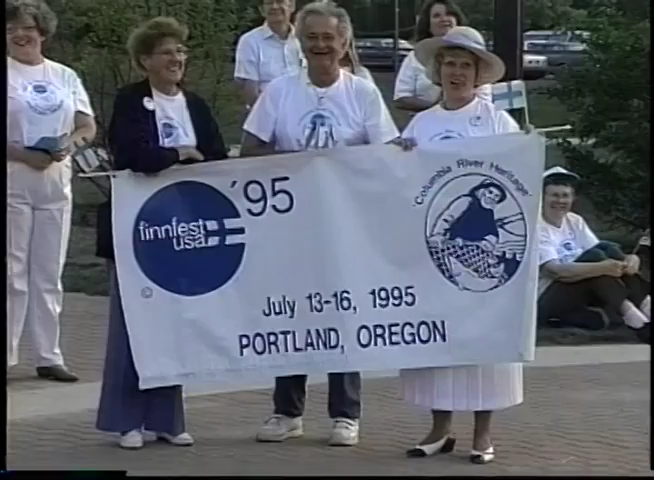 finnfest
usa
©
'95
Columbia River Heritage
July 13-16, 1995
PORTLAND, OREGON